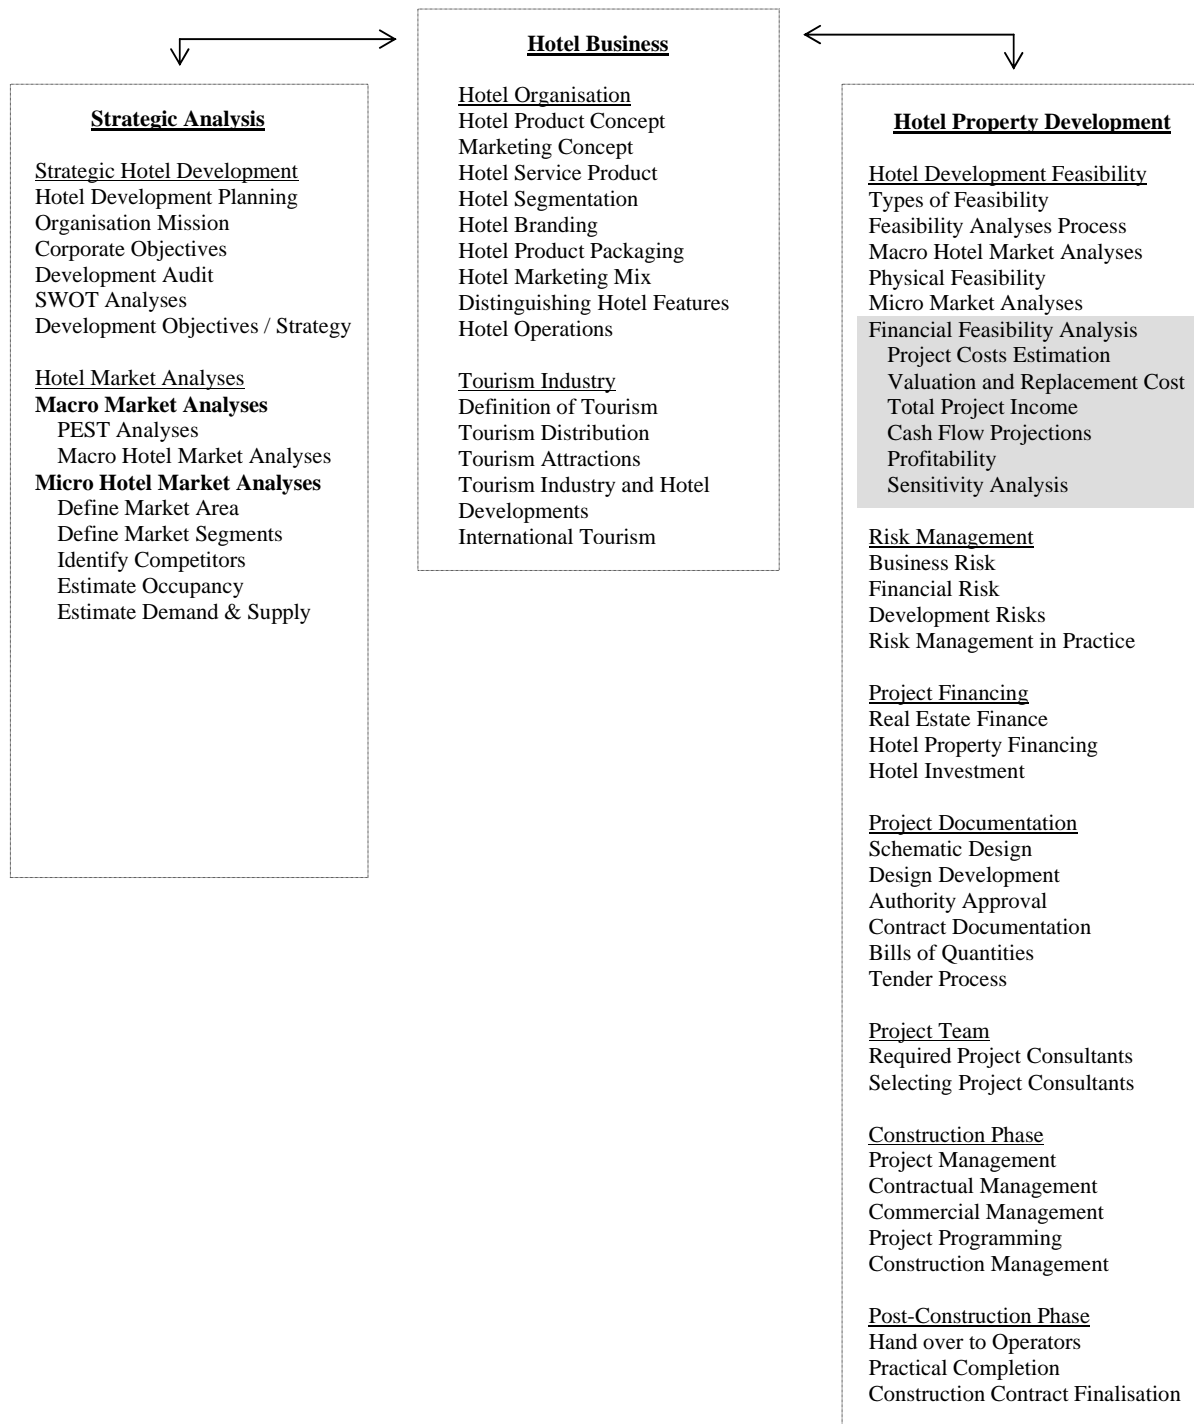 Hotel Business
Hotel Organisation
Hotel Product Concept
Marketing Concept
Hotel Service Product
Hotel Segmentation
Hotel Branding
Hotel Product Packaging
Hotel Marketing Mix
Distinguishing Hotel Features
Hotel Operations
Tourism Industry
Definition of Tourism
Tourism Distribution
Tourism Attractions
Tourism Industry and Hotel
Developments
International Tourism
Strategic Analysis
Strategic Hotel Development
Hotel Development Planning
Organisation Mission
Corporate Objectives
Development Audit
SWOT Analyses
Development Objectives / Strategy
Hotel Market Analyses
Macro Market Analyses
PEST Analyses
Macro Hotel Market Analyses
Micro Hotel Market Analyses
Define Market Area
Define Market Segments
Identify Competitors
Estimate Occupancy
Estimate Demand & Supply
Hotel Property Development
Hotel Development Feasibility
Types of Feasibility
Feasibility Analyses Process
Macro Hotel Market Analyses
Physical Feasibility
Micro Market Analyses
Financial Feasibility Analysis
Project Costs Estimation
Valuation and Replacement Cost
Total Project Income
Cash Flow Projections
Profitability
Sensitivity Analysis
Risk Management
Business Risk
Financial Risk
Development Risks
Risk Management in Practice
Project Financing
Real Estate Finance
Hotel Property Financing
Hotel Investment
Project Documentation
Schematic Design
Design Development
Authority Approval
Contract Documentation
Bills of Quantities
Tender Process
Project Team
Required Project Consultants
Selecting Project Consultants
Construction Phase
Project Management
Contractual Management
Commercial Management
Project Programming
Construction Management
Post-Construction Phase
Hand over to Operators
Practical Completion
Construction Contract Finalisation